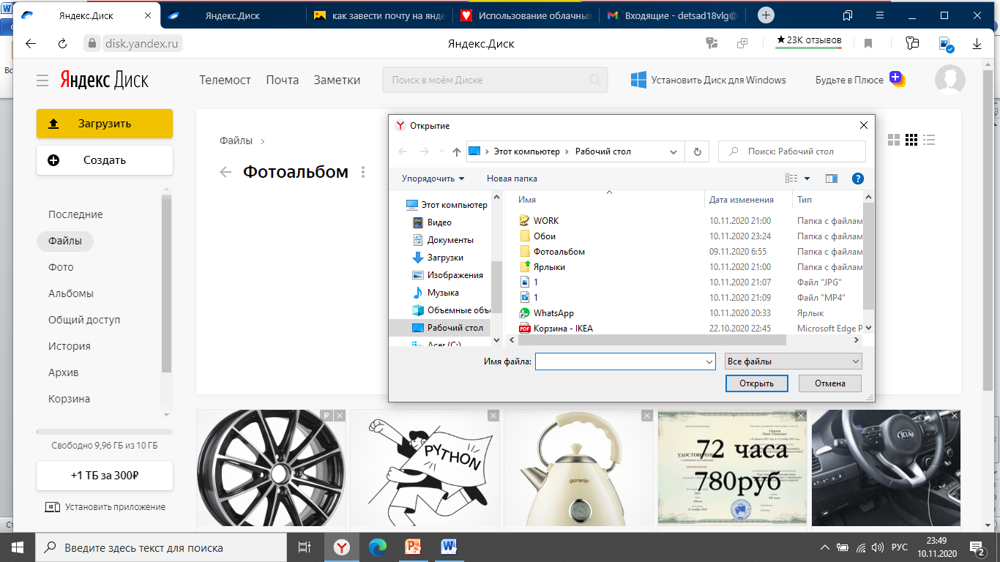 Яндекс.Диск
Яндекс.Диск
как завести почту на янде
Использование облачных
Входящие - detsad18vlg@
disk.yandex.ru
Яндекс.Диск
★23K отзывов
Яндекс Диск
Телемост
Почта
Заметки
Поиск в моём Диске
Установить Диск для Windows
Будьте в Плюсе
Загрузить
Создать
Последние
Файлы
Фото
Альбомы
Общий доступ
История
Архив
Корзина
Свободно 9,96 ГБ из 10 ГБ
+1 ТБ за 300₽
Установить приложение
Файлы
Фотоальбом
Открытие
Этот компьютер
Рабочий стол
Поиск: Рабочий стол
Упорядочить
Новая папка
Этот компьютер
Видео
Документы
Загрузки
Изображения
Музыка
Объемные объе
Рабочий стол
Acer (C:)
Имя
Дата изменения
Тип
WORK 10.11.2020 21:00 Папка с файлам
Обои 10.11.2020 23:24 Папка с файлам
Фотоальбом 09.11.2020 6:55 Папка с файлам
Ярлыки 10.11.2020 21:00 Папка с файлам
1 10.11.2020 21:07 Файл "JPG"
1 10.11.2020 21:09 Файл "MP4"
WhatsApp 10.11.2020 20:33 Ярлык
Корзина - IKEA 22.10.2020 22:45 Microsoft Edge P
Имя файла:
Все файлы
Открыть
Отмена
₽
PYTHON
gorenje
72 часа
780руб
KIA
Введите здесь текст для поиска
РУС
23:49
10.11.2020
2